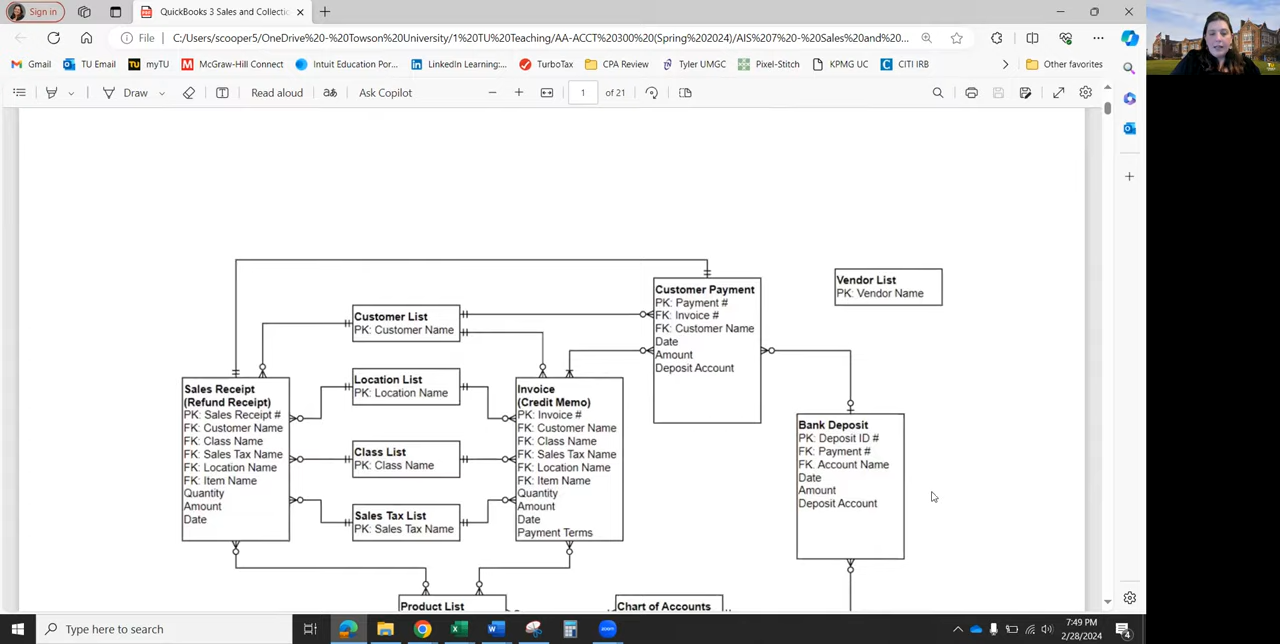 Sign in
QuickBooks 3 Sales and Collectic
File
C:/Users/scooper5/OneDrive%20-%20Towson%20University/1%20TU%20Teaching/AA-ACCT%20300%20(Spring%202024)/AIS%207%20-%20Sales%20and%20...
Gmail
TU Email
myTU
McGraw-Hill Connect
Intuit Education Por...
LinkedIn Learning:...
TurboTax
CPA Review
Tyler UMGC
Pixel-Stitch
KPMG UC
CITI IRB
Other favorites
Draw
Read aloud
Ask Copilot
1
of 21
Customer Payment
PK: Payment #
FK: Invoice #
FK: Customer Name
Date
Amount
Deposit Account
Vendor List
PK: Vendor Name
Customer List
PK: Customer Name
Location List
PK: Location Name
Class List
PK: Class Name
Sales Tax List
PK: Sales Tax Name
Sales Receipt
(Refund Receipt)
PK: Sales Receipt #
FK: Customer Name
FK: Class Name
FK: Sales Tax Name
FK: Location Name
FK: Item Name
Quantity
Amount
Date
Invoice
(Credit Memo)
PK: Invoice #
FK: Customer Name
FK: Class Name
FK: Sales Tax Name
FK: Location Name
FK: Item Name
Quantity
Amount
Date
Payment Terms
Bank Deposit
PK: Deposit ID #
FK: Payment #
FK: Account Name
Date
Amount
Deposit Account
Product List
Chart of Accounts
Type here to search
7:49 PM
2/28/2024
4